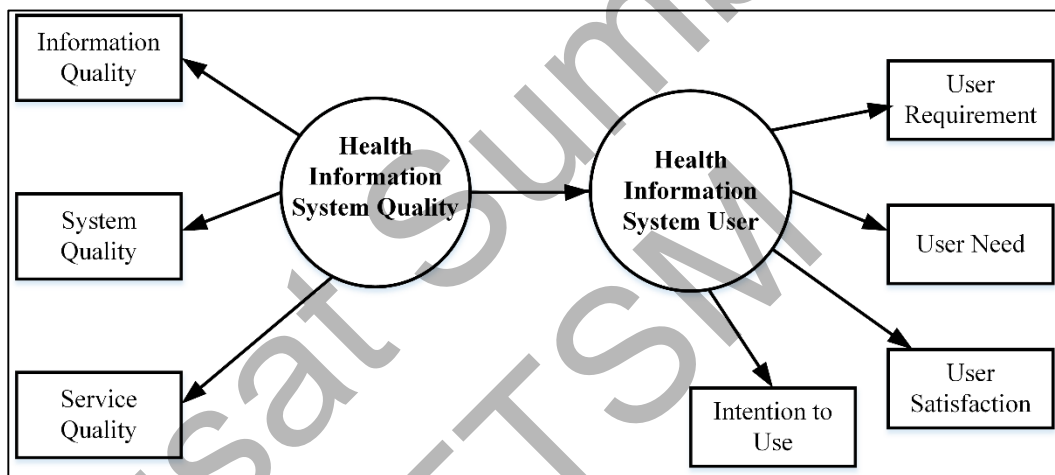 Information
Quality
System
Quality
Service
Quality
Health
Information
System Quality
Health
Information
System User
User
Requirement
User Need
User
Satisfaction
Intention to
Use